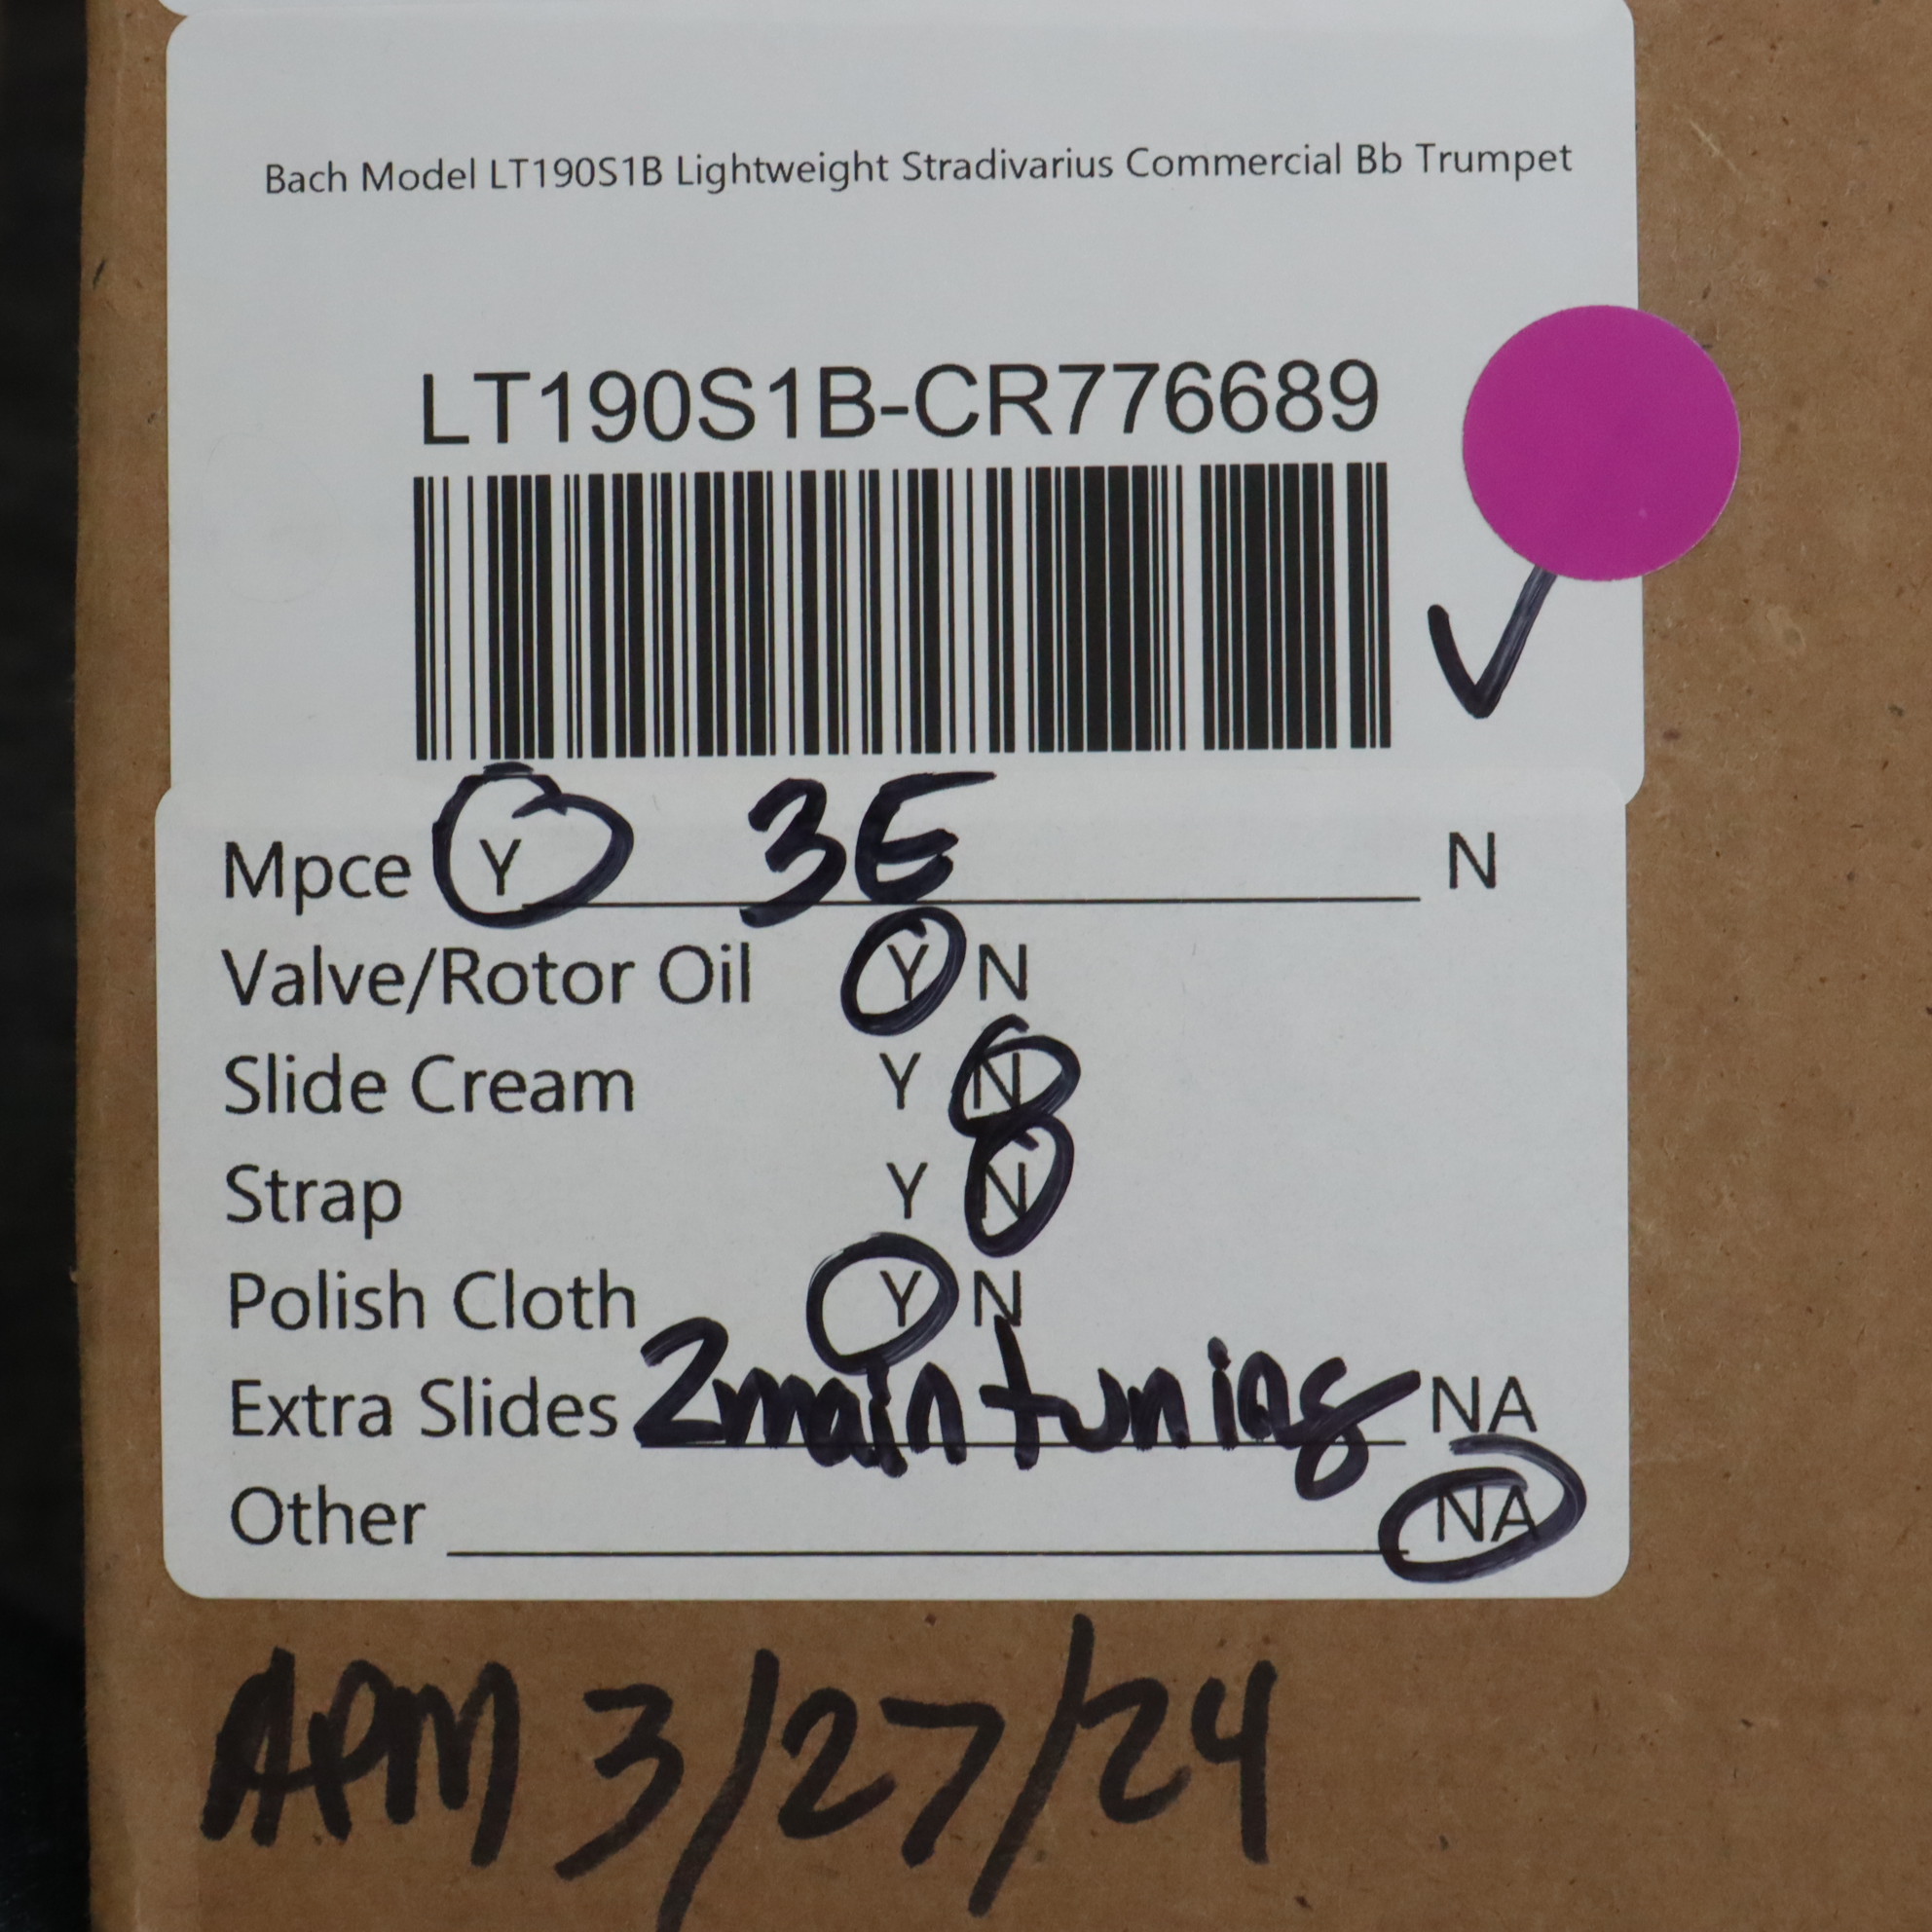 Bach Model LT190S1B Lightweight Stradivarius Commercial Bb Trumpet
LT190S1B-CR776689
Mpce Y 3E N
Valve/Rotor Oil Y N
Slide Cream Y N
Strap Y N
Polish Cloth Y N
Extra Slides 2 main tuning NA
Other NA
APM 3/27/24